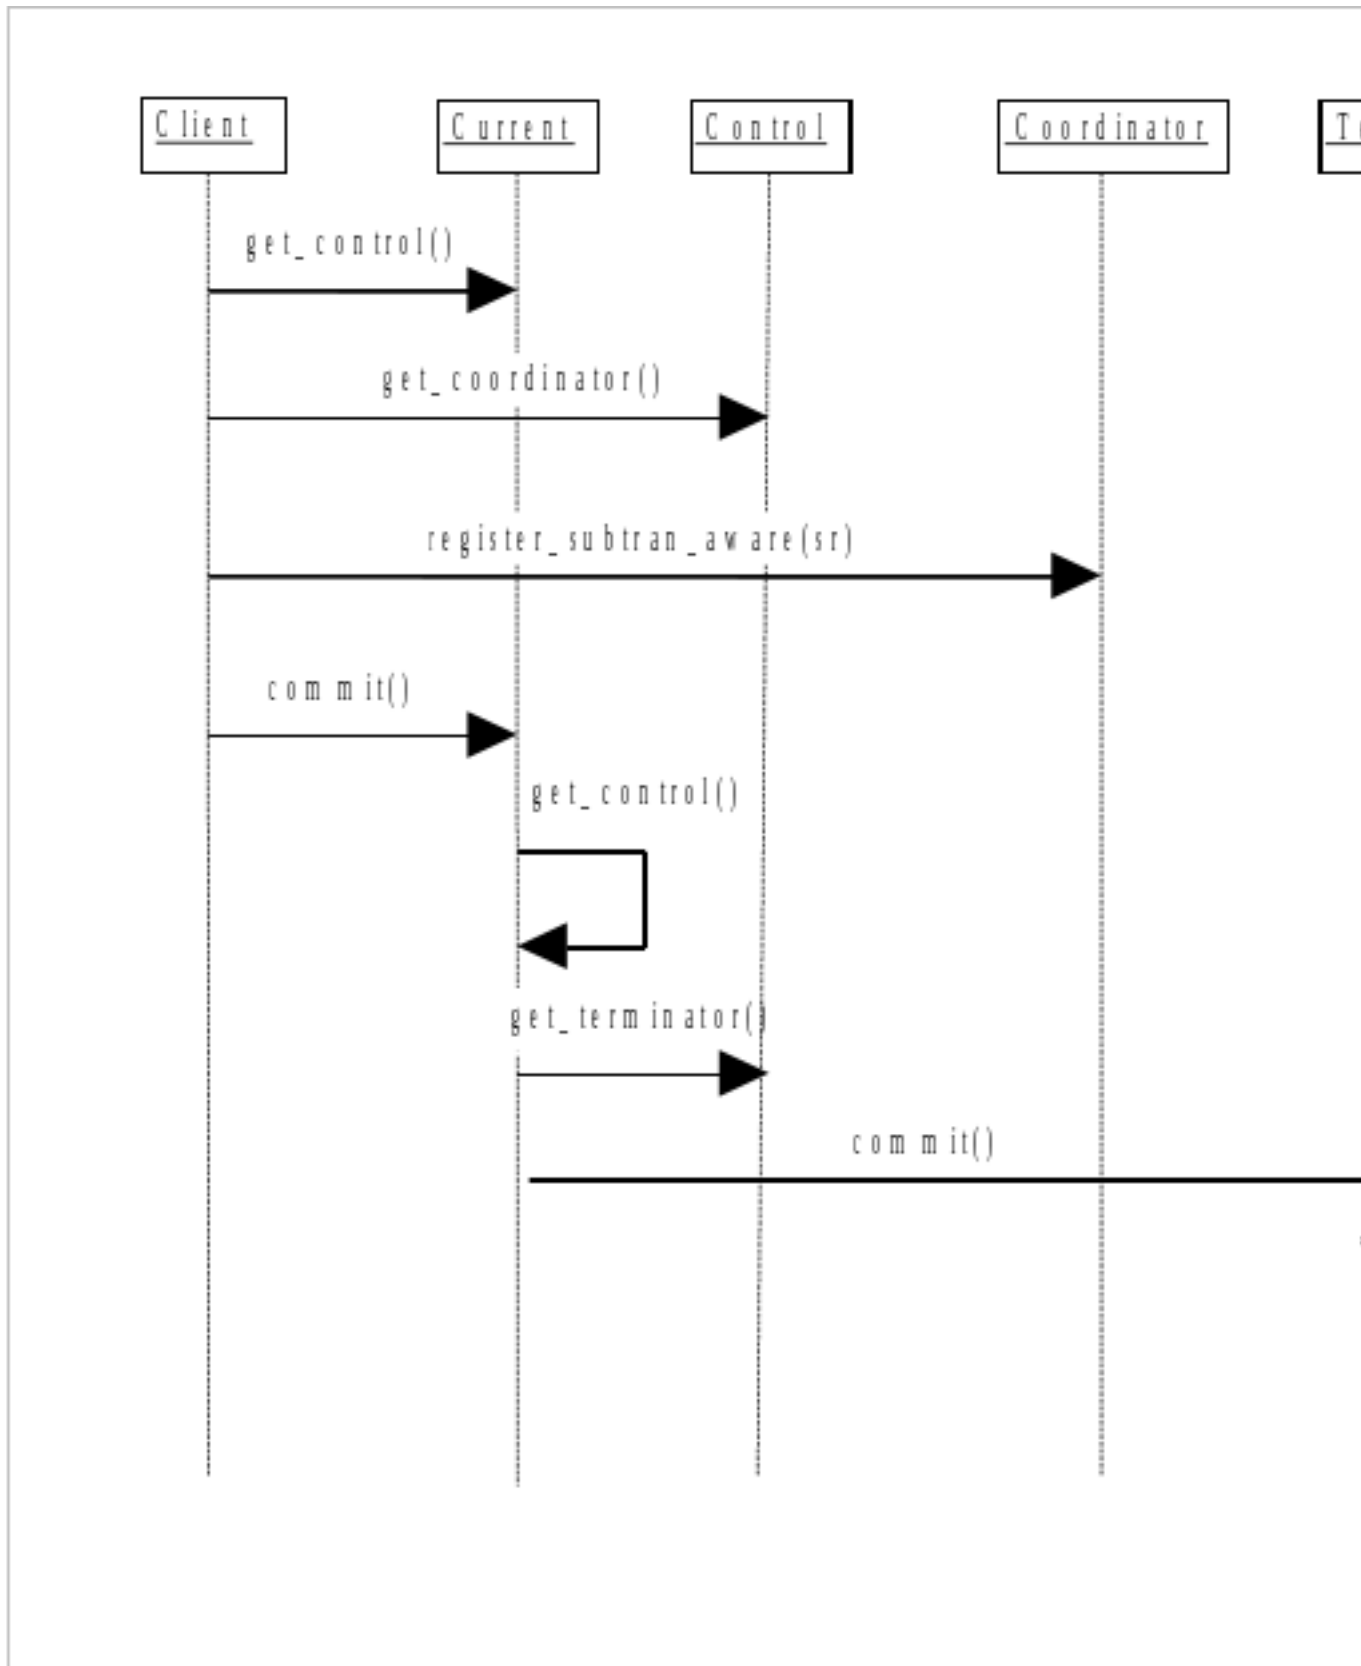 Client Current Control Coordinator
get_control()
get_coordinator()
register_subtran_aware(sr)
commit()
get_control()
get_terminator()
commit()